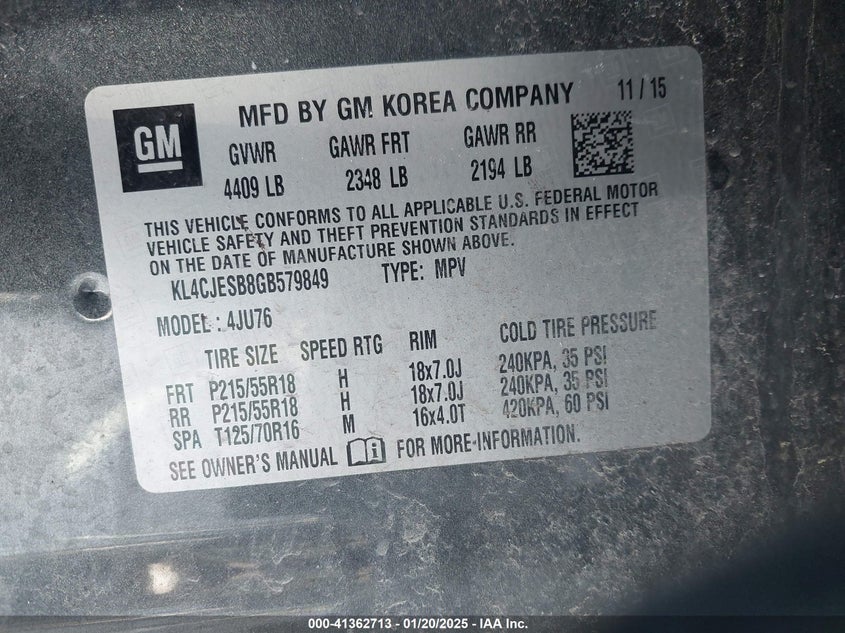 MFD BY GM KOREA COMPANY 11 / 15
GM
GVWR GAWR FRT GAWR RR
4409 LB 2348 LB 2194 LB
THIS VEHICLE CONFORMS TO ALL APPLICABLE U.S. FEDERAL MOTOR
VEHICLE SAFETY AND THEFT PREVENTION STANDARDS IN EFFECT
ON THE DATE OF MANUFACTURE SHOWN ABOVE.
KL4CJESB8GB579849 TYPE: MPV
MODEL : 4JU76
TIRE SIZE SPEED RTG RIM COLD TIRE PRESSURE
FRT P215/55R18 H 18x7.0J 240KPA, 35 PSI
RR P215/55R18 H 18x7.0J 240KPA, 35 PSI
SPA T125/70R16 M 16x4.0T 420KPA, 60 PSI
SEE OWNER'S MANUAL FOR MORE INFORMATION.
000-41362713 - 01/20/2025 - IAA Inc.